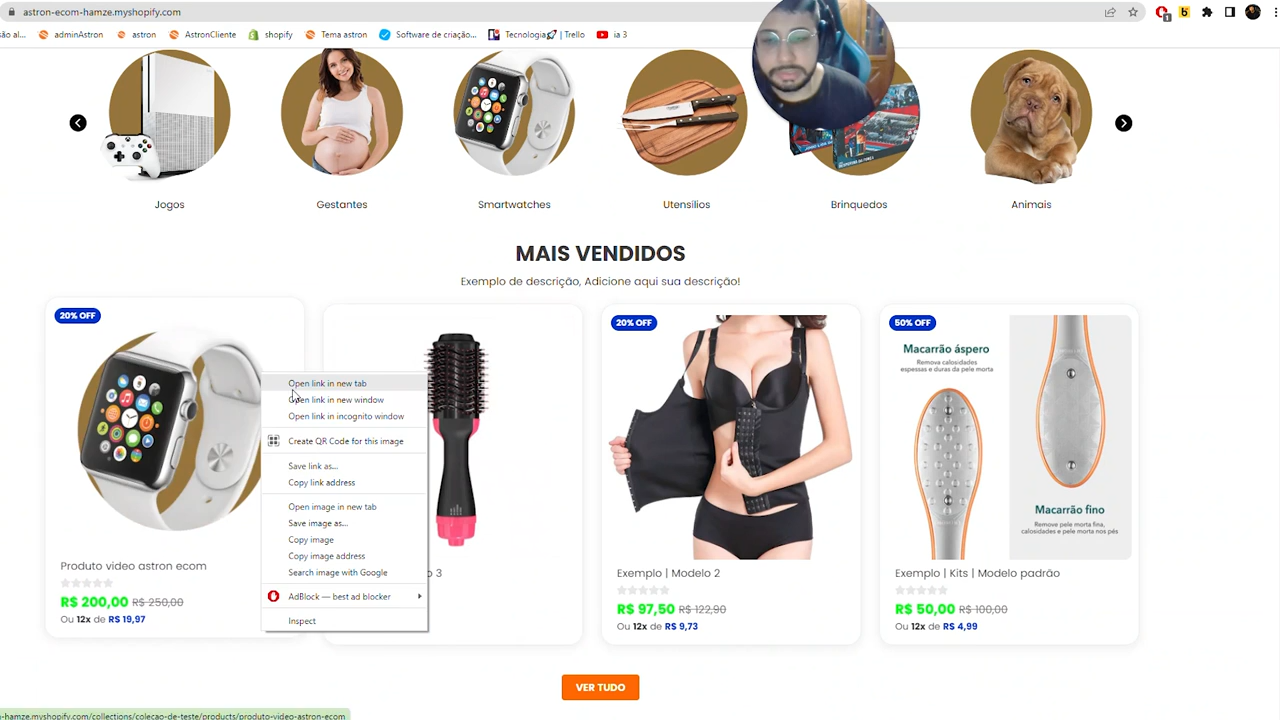 astron-ecom-hamze.myshopify.com
1
são al...
adminAstron
astron
AstronCliente
shopify
Tema astron
Software de criação...
Tecnologia
| Trello
ia 3
Jogos
Gestantes
Smartwatches
Utensílios
Brinquedos
Animais
MAIS VENDIDOS
Exemplo de descrição, Adicione aqui sua descrição!
20% OFF
20% OFF
50% OFF
Macarrão áspero
Remova calosidades
espessas e duras da pele morta
Macarrão fino
Remove pele morta fina,
calosidades e pele morta nos pés
Open link in new tab
Open link in new window
Open link in incognito window
Create QR Code for this image
Save link as...
Copy link address
Open image in new tab
Save image as...
Copy image
Copy image address
Search image with Google
AdBlock — best ad blocker
Inspect
Produto video astron ecom
R$ 200,00 R$ 250,00
Ou 12x de R$ 19,97
o 3
Exemplo | Modelo 2
R$ 97,50 R$ 122,90
Ou 12x de R$ 9,73
Exemplo | Kits | Modelo padrão
R$ 50,00 R$ 100,00
Ou 12x de R$ 4,99
VER TUDO
-hamze.myshopify.com/collections/colecao-de-teste/products/produto-video-astron-ecom